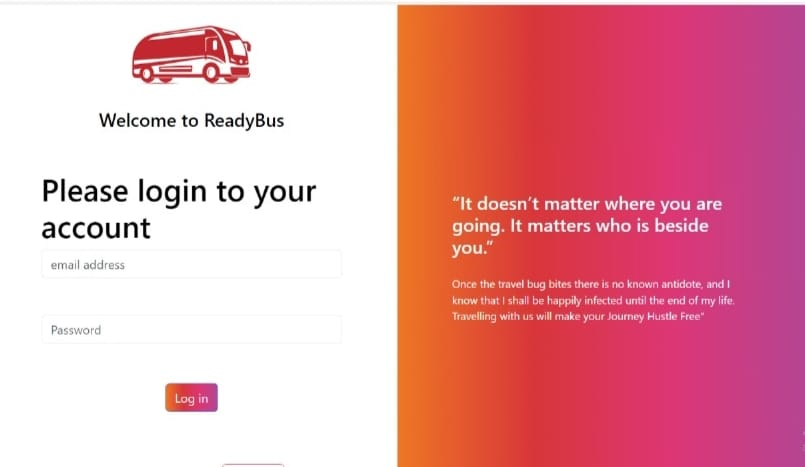 Welcome to ReadyBus
Please login to your
account
email address
Password
Log in
“It doesn’t matter where you are
going. It matters who is beside
you.”
Once the travel bug bites there is no known antidote, and I
know that I shall be happily infected until the end of my life.
Travelling with us will make your Journey Hustle Free”